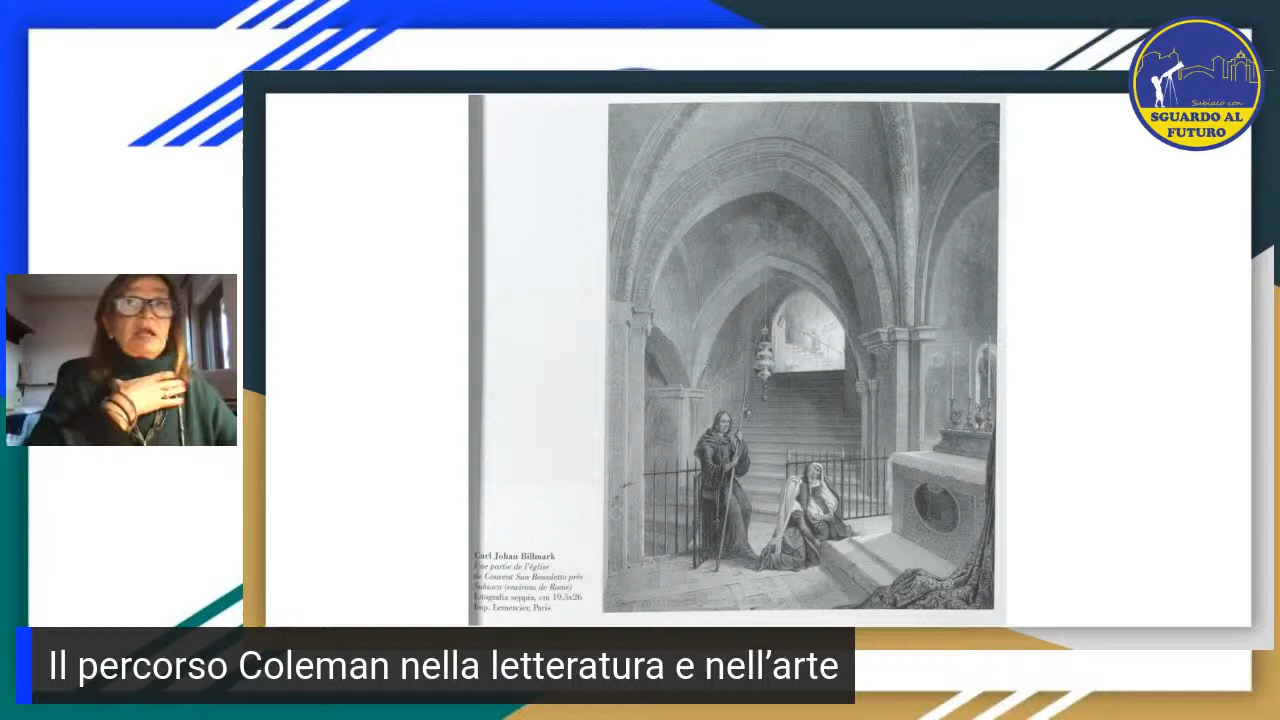 Subiaco con
SGUARDO AL
FUTURO
Carl Johan Billmark
Une partie de l'église
de Couvent San Benedetto près
Subiaco (environs de Rome)
Litografia seppia, cm 19,5x26
Imp. Lemercier, Paris
Il percorso Coleman nella letteratura e nell’arte